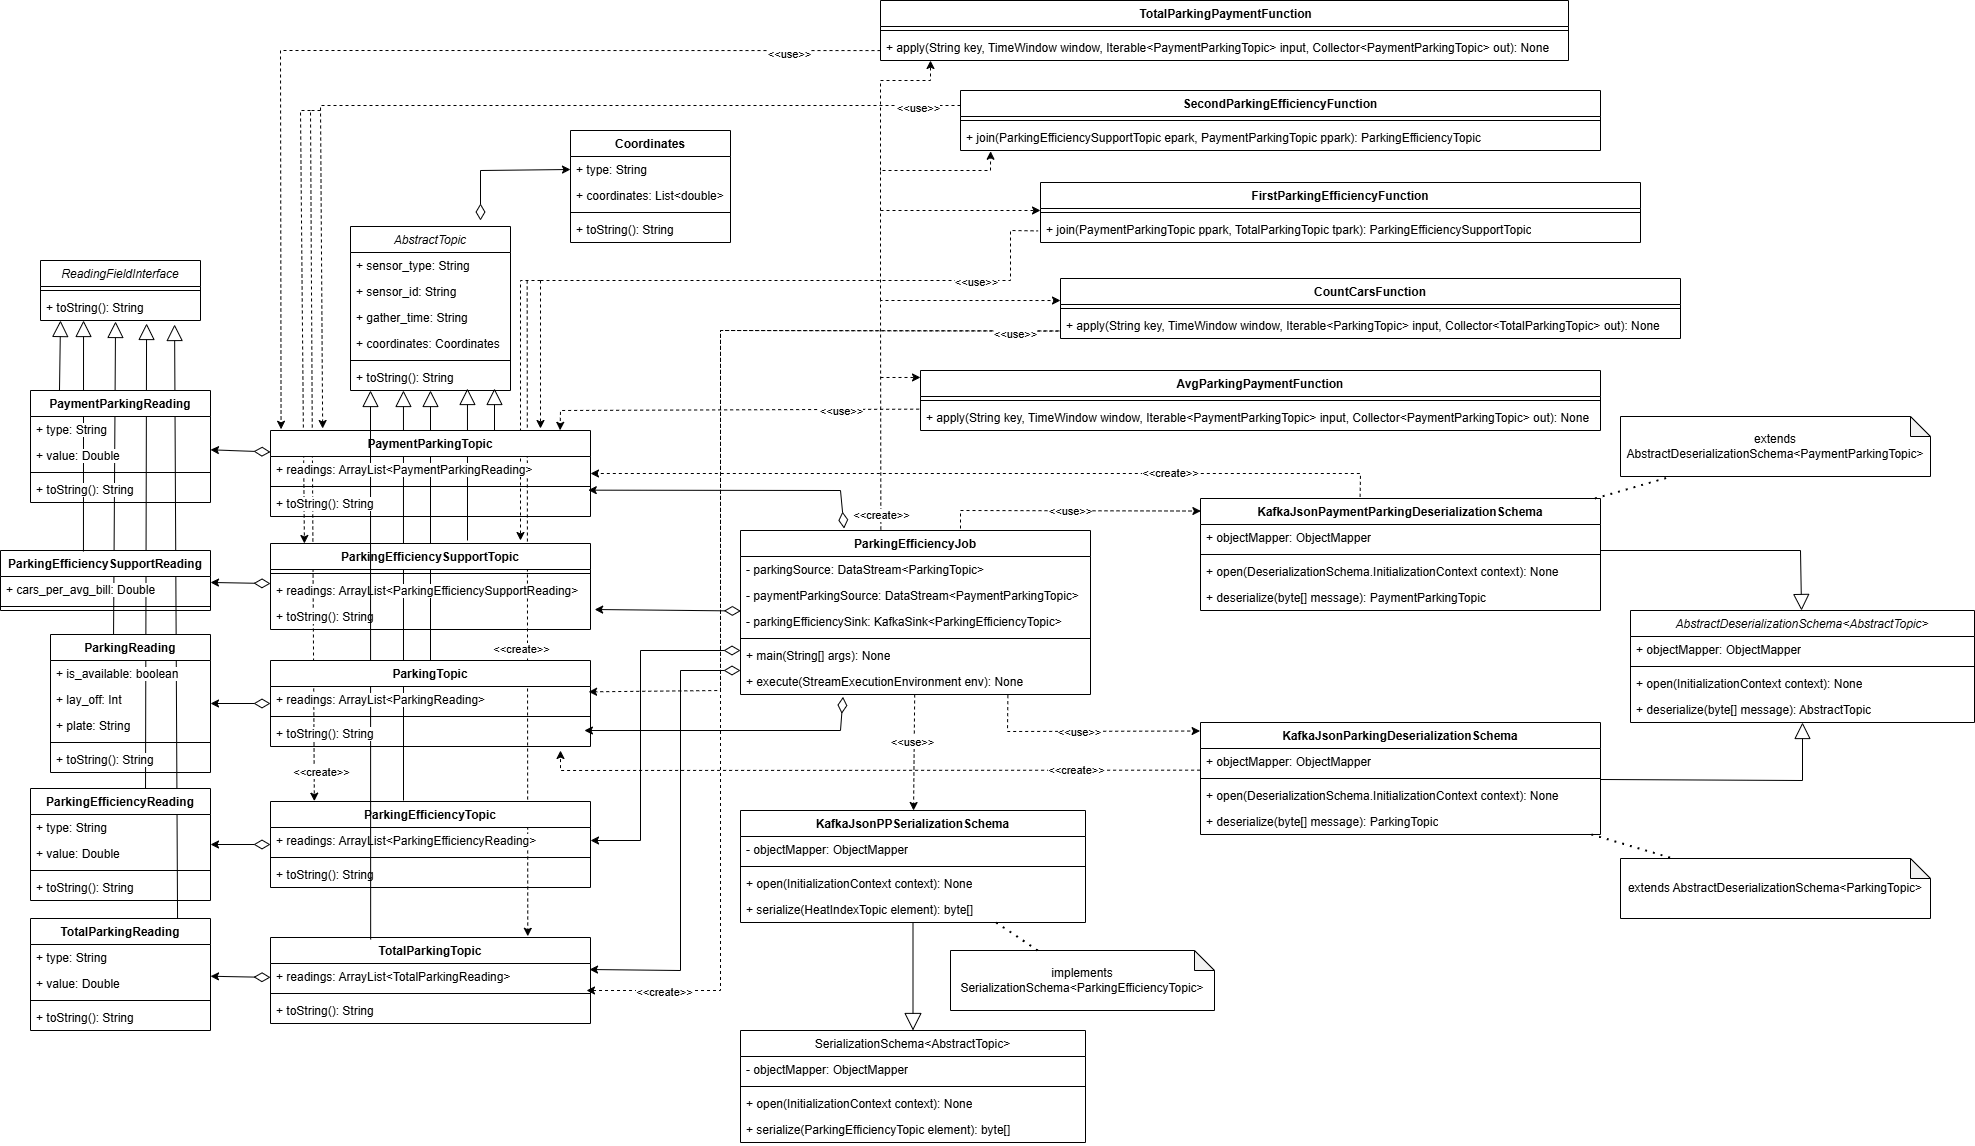 TotalParkingPaymentFunction
+ apply(String key, TimeWindow window, Iterable<PaymentParkingTopic> input, Collector<PaymentParkingTopic> out): None
<<use>>
SecondParkingEfficiencyFunction
+ join(ParkingEfficiencySupportTopic epark, PaymentParkingTopic ppark): ParkingEfficiencyTopic
<<use>>
Coordinates
+ type: String
+ coordinates: List<double>
+ toString(): String
FirstParkingEfficiencyFunction
+ join(PaymentParkingTopic ppark, TotalParkingTopic tpark): ParkingEfficiencySupportTopic
<<use>>
AbstractTopic
+ sensor_type: String
+ sensor_id: String
+ gather_time: String
+ coordinates: Coordinates
+ toString(): String
ReadingFieldInterface
+ toString(): String
CountCarsFunction
+ apply(String key, TimeWindow window, Iterable<ParkingTopic> input, Collector<TotalParkingTopic> out): None
<<use>>
AvgParkingPaymentFunction
+ apply(String key, TimeWindow window, Iterable<PaymentParkingTopic> input, Collector<PaymentParkingTopic> out): None
<<use>>
PaymentParkingReading
+ type: String
+ value: Double
+ toString(): String
PaymentParkingTopic
+ readings: ArrayList<PaymentParkingReading>
+ toString(): String
extends
AbstractDeserializationSchema<PaymentParkingTopic>
<<create>>
<<create>>
<<use>>
KafkaJsonPaymentParkingDeserializationSchema
+ objectMapper: ObjectMapper
+ open(DeserializationSchema.InitializationContext context): None
+ deserialize(byte[] message): PaymentParkingTopic
ParkingEfficiencySupportReading
+ cars_per_avg_bill: Double
ParkingEfficiencySupportTopic
+ readings: ArrayList<ParkingEfficiencySupportReading>
+ toString(): String
ParkingEfficiencyJob
- parkingSource: DataStream<ParkingTopic>
- paymentParkingSource: DataStream<PaymentParkingTopic>
- parkingEfficiencySink: KafkaSink<ParkingEfficiencyTopic>
+ main(String[] args): None
+ execute(StreamExecutionEnvironment env): None
AbstractDeserializationSchema<AbstractTopic>
+ objectMapper: ObjectMapper
+ open(InitializationContext context): None
+ deserialize(byte[] message): AbstractTopic
<<create>>
ParkingReading
+ is_available: boolean
+ lay_off: Int
+ plate: String
+ toString(): String
ParkingTopic
+ readings: ArrayList<ParkingReading>
+ toString(): String
<<use>>
<<use>>
<<create>>
<<create>>
KafkaJsonParkingDeserializationSchema
+ objectMapper: ObjectMapper
+ open(DeserializationSchema.InitializationContext context): None
+ deserialize(byte[] message): ParkingTopic
ParkingEfficiencyReading
+ type: String
+ value: Double
+ toString(): String
ParkingEfficiencyTopic
+ readings: ArrayList<ParkingEfficiencyReading>
+ toString(): String
KafkaJsonPPSerializationSchema
- objectMapper: ObjectMapper
+ open(InitializationContext context): None
+ serialize(HeatIndexTopic element): byte[]
extends AbstractDeserializationSchema<ParkingTopic>
TotalParkingReading
+ type: String
+ value: Double
+ toString(): String
TotalParkingTopic
+ readings: ArrayList<TotalParkingReading>
+ toString(): String
<<create>>
implements
SerializationSchema<ParkingEfficiencyTopic>
SerializationSchema<AbstractTopic>
- objectMapper: ObjectMapper
+ open(InitializationContext context): None
+ serialize(ParkingEfficiencyTopic element): byte[]